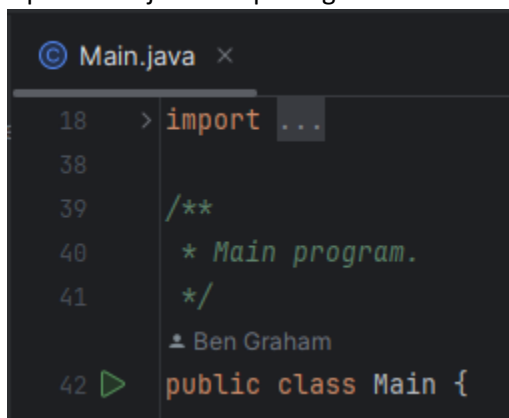 Main.java ×
18 > import ...
38
39 /**
40 * Main program.
41 */
Ben Graham
42 public class Main {